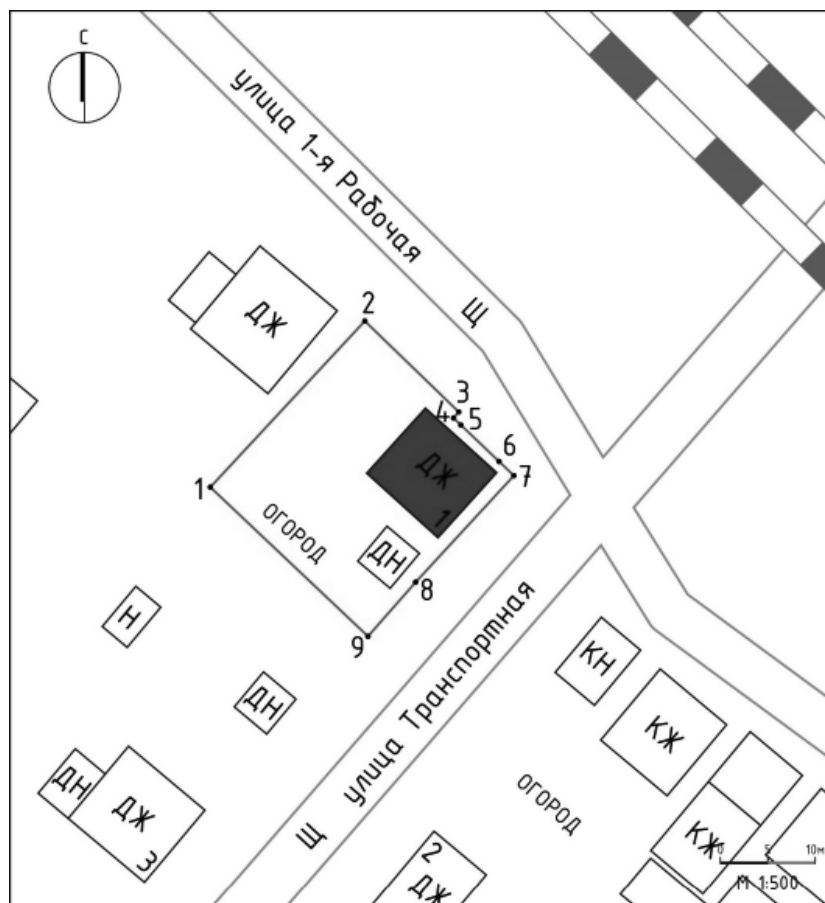 С
улица 1-я Рабочая
Щ
ДЖ
2
3
4
5
6
7
ДЖ
1
1
ОГОРОД
ДН
8
9
Н
ДН
улица Транспортная
Щ
КН
КЖ
ДН
ДЖ
3
ОГОРОД
КЖ
2
ДЖ
0 5 10м
М 1:500